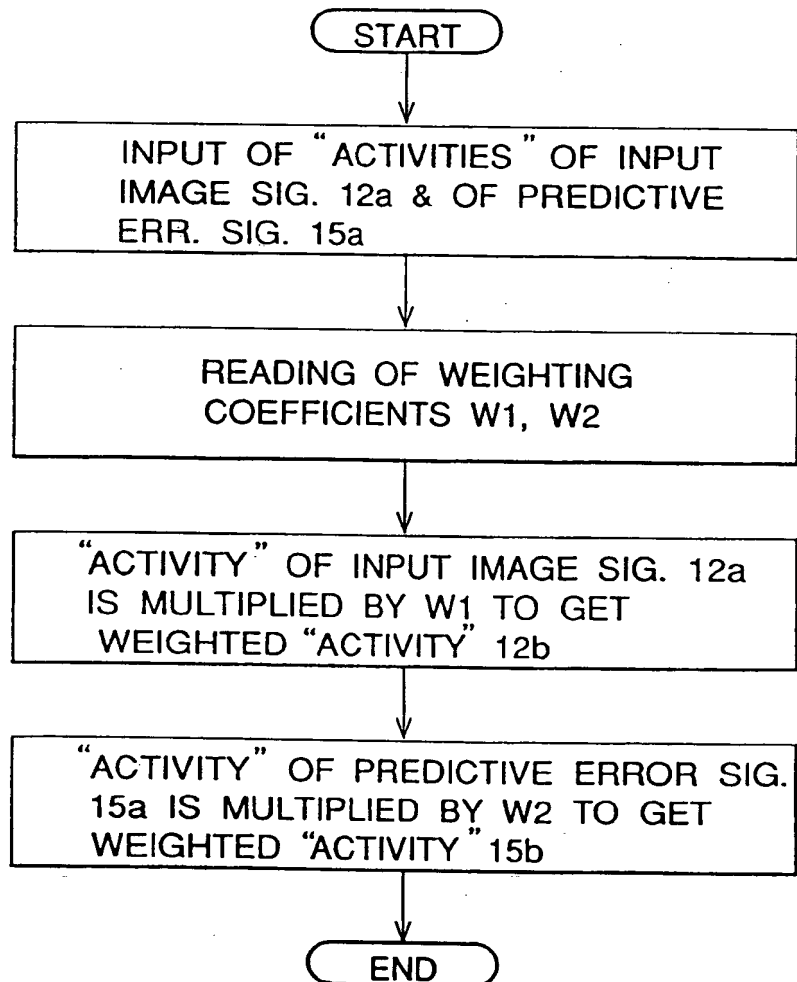 START
INPUT OF "ACTIVITIES" OF INPUT
IMAGE SIG. 12a & OF PREDICTIVE
ERR. SIG. 15a
READING OF WEIGHTING
COEFFICIENTS W1, W2
"ACTIVITY" OF INPUT IMAGE SIG. 12a
IS MULTIPLIED BY W1 TO GET
WEIGHTED "ACTIVITY" 12b
"ACTIVITY" OF PREDICTIVE ERROR SIG.
15a IS MULTIPLIED BY W2 TO GET
WEIGHTED "ACTIVITY" 15b
END